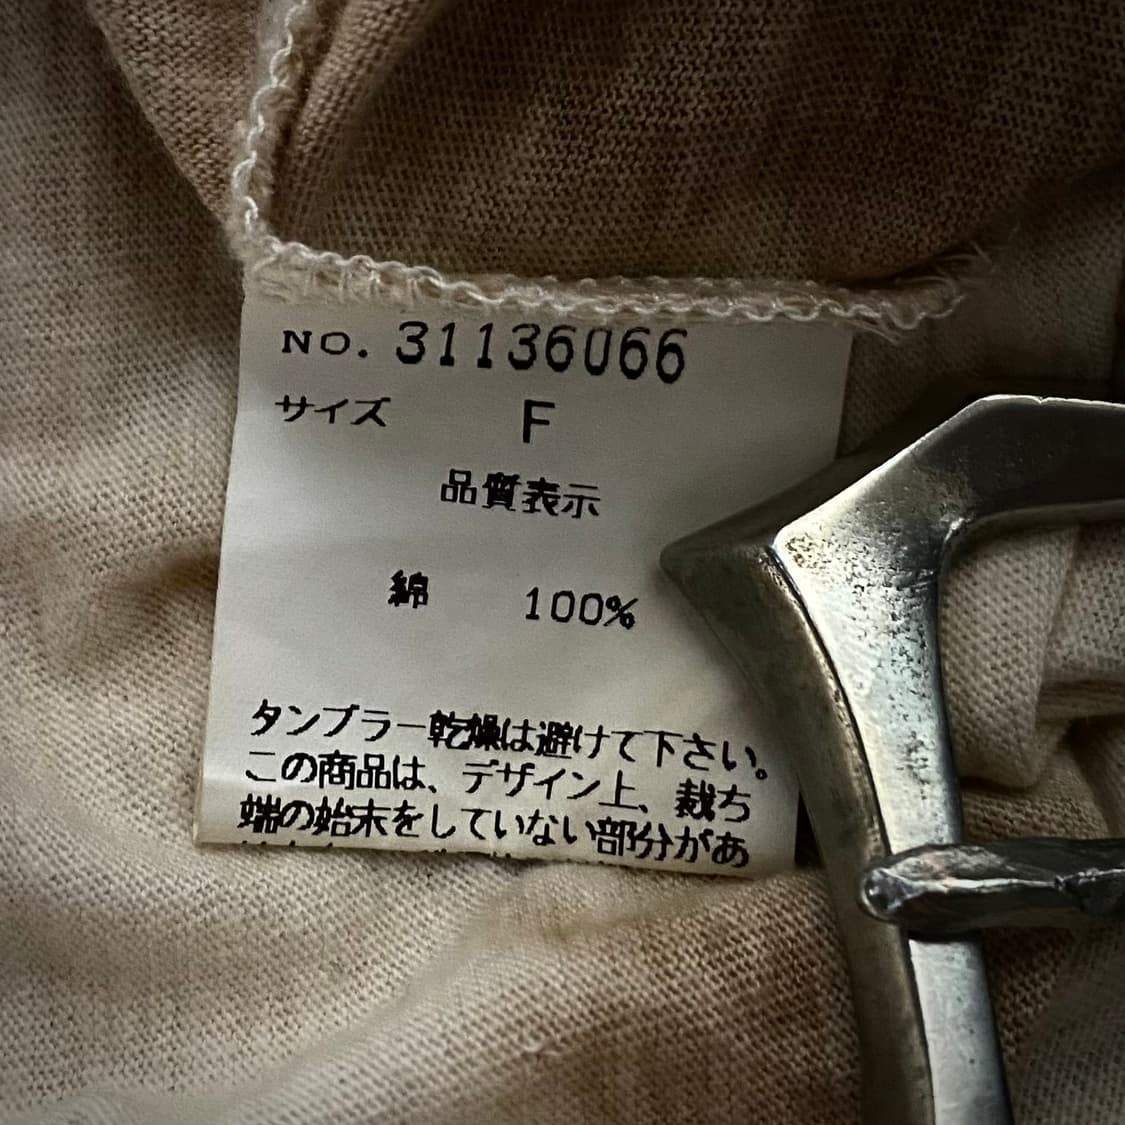 NO. 31136066
サイズ F
品質表示
綿 100%
タンブラー乾燥は避けて下さい。
この商品は、デザイン上、裁ち
端の始末をしていない部分があ